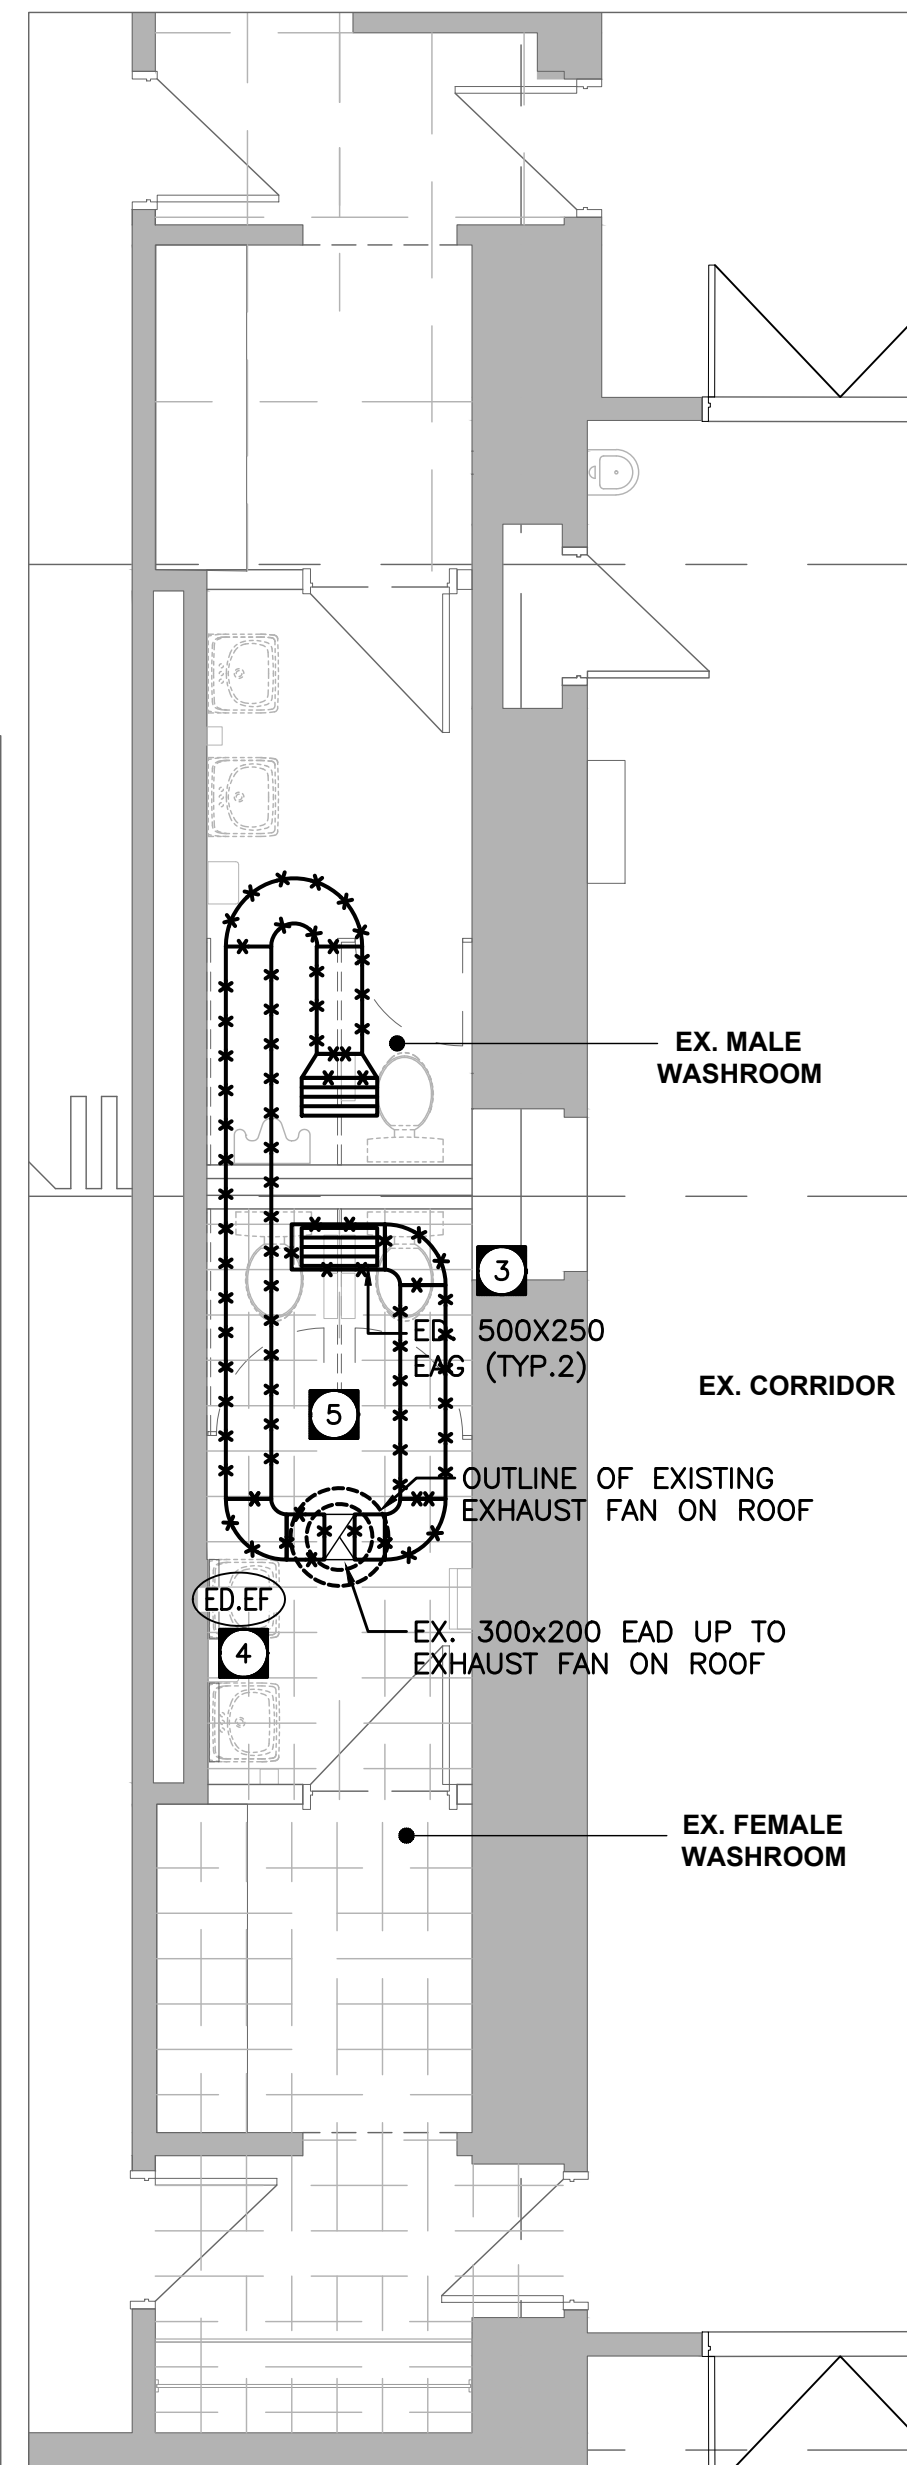 EX. MALE
WASHROOM
3
ED. 500X250
EAG (TYP.2)
EX. CORRIDOR
5
OUTLINE OF EXISTING
EXHAUST FAN ON ROOF
ED.EF
4
EX. 300x200 EAD UP TO
EXHAUST FAN ON ROOF
EX. FEMALE
WASHROOM